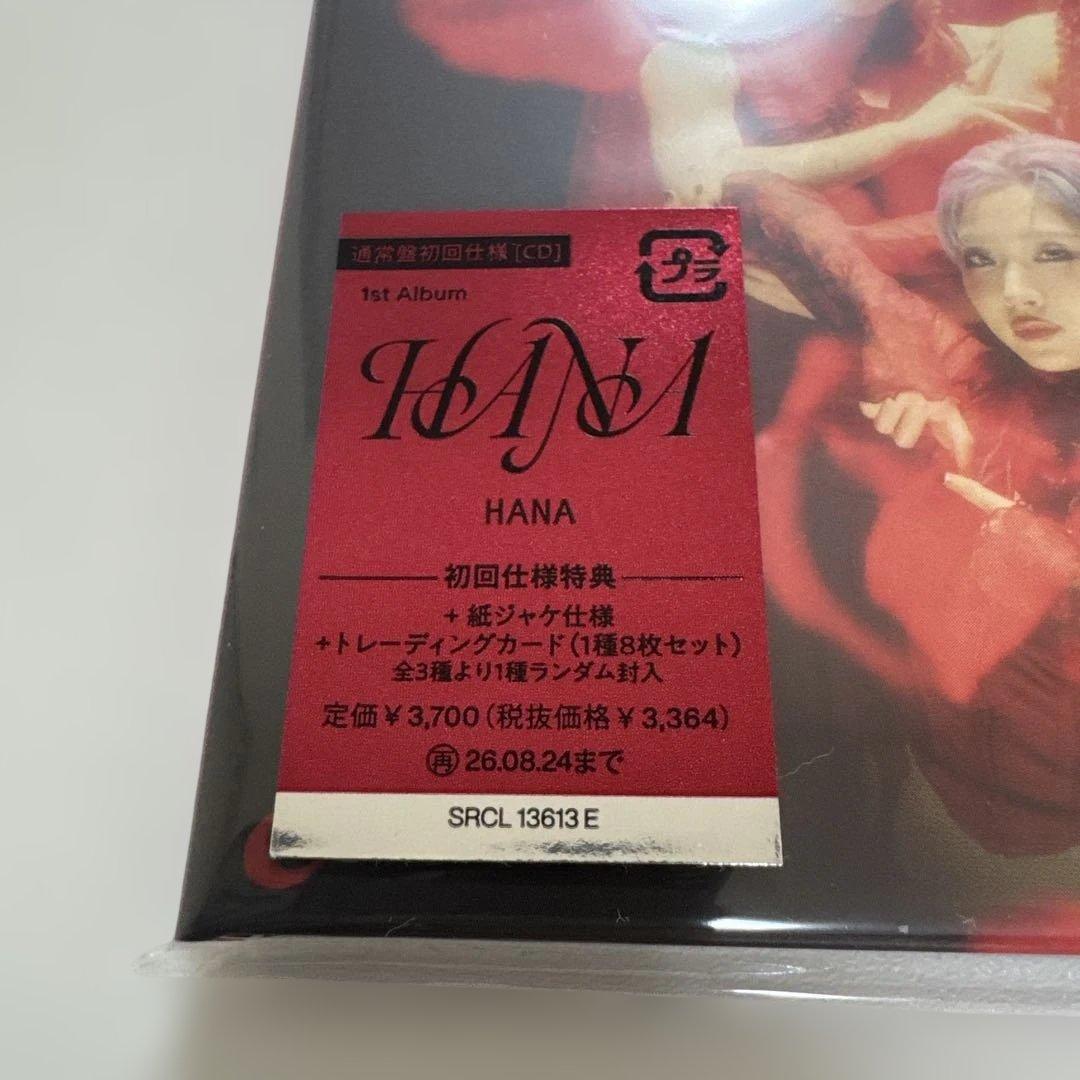 通常盤初回仕様[CD]
プラ
1st Album
HANA
HANA
初回仕様特典
+ 紙ジャケ仕様
+トレーディングカード(1種8枚セット)
全3種より1種ランダム封入
定価¥3,700(税抜価格¥3,364)
再 26.08.24まで
SRCL 13613 E